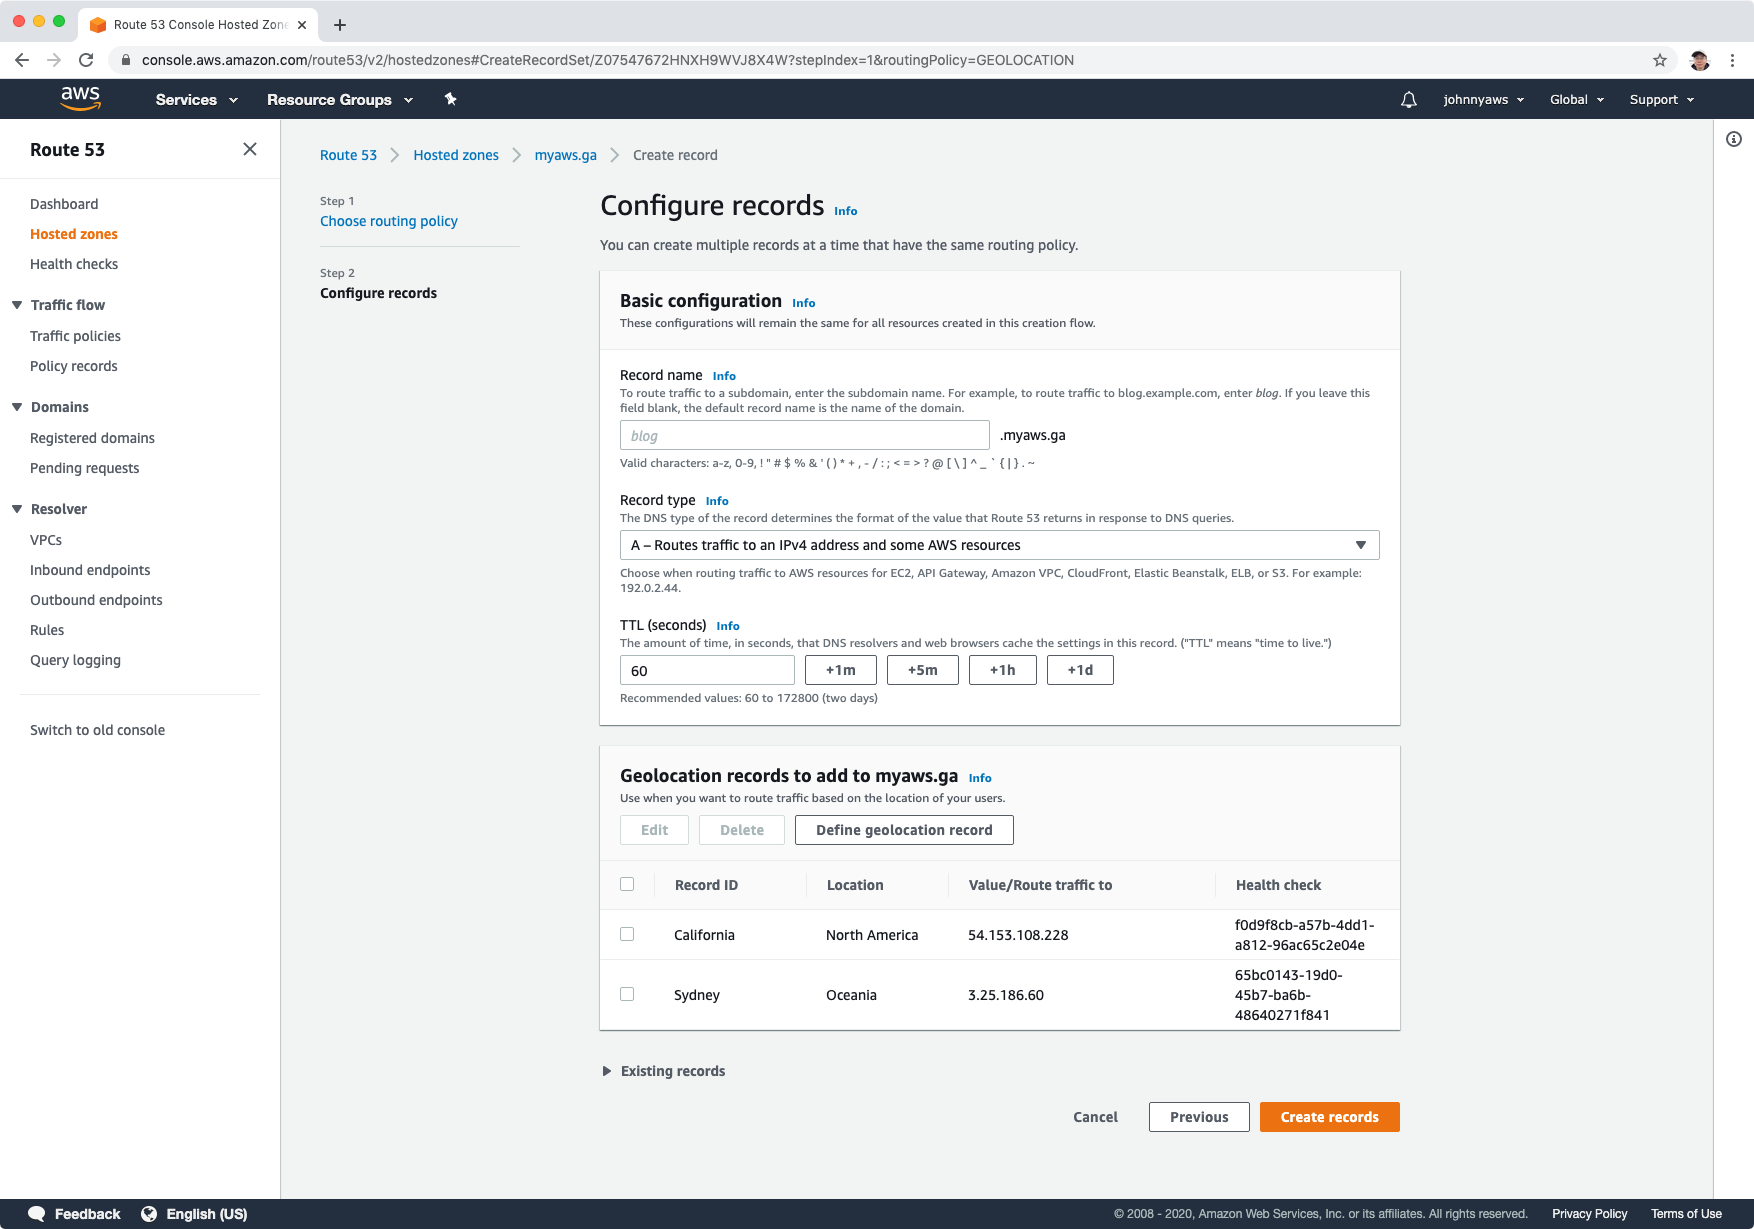 Route 53 Console Hosted Zone
console.aws.amazon.com/route53/v2/hostedzones#CreateRecordSet/Z07547672HNXH9WVJ8X4W?stepIndex=1&routingPolicy=GEOLOCATION
aws
Services
Resource Groups
johnnyaws
Global
Support
Route 53
Dashboard
Hosted zones
Health checks
Traffic flow
Traffic policies
Policy records
Domains
Registered domains
Pending requests
Resolver
VPCs
Inbound endpoints
Outbound endpoints
Rules
Query logging
Switch to old console
Route 53 > Hosted zones > myaws.ga > Create record
Step 1
Choose routing policy
Step 2
Configure records
Configure records Info
You can create multiple records at a time that have the same routing policy.
Basic configuration Info
These configurations will remain the same for all resources created in this creation flow.
Record name Info
To route traffic to a subdomain, enter the subdomain name. For example, to route traffic to blog.example.com, enter blog. If you leave this
field blank, the default record name is the name of the domain.
blog
.myaws.ga
Valid characters: a-z, 0-9, ! " # $ % & ' ( ) * + , - / : ; < = > ? @ [ \ ] ^ _ ` { | } . ~
Record type Info
The DNS type of the record determines the format of the value that Route 53 returns in response to DNS queries.
A – Routes traffic to an IPv4 address and some AWS resources
Choose when routing traffic to AWS resources for EC2, API Gateway, Amazon VPC, CloudFront, Elastic Beanstalk, ELB, or S3. For example:
192.0.2.44.
TTL (seconds) Info
The amount of time, in seconds, that DNS resolvers and web browsers cache the settings in this record. ("TTL" means "time to live.")
60 +1m +5m +1h +1d
Recommended values: 60 to 172800 (two days)
Geolocation records to add to myaws.ga Info
Use when you want to route traffic based on the location of your users.
Edit Delete Define geolocation record
Record ID Location Value/Route traffic to Health check
California North America 54.153.108.228 f0d9f8cb-a57b-4dd1-
a812-96ac65c2e04e
Sydney Oceania 3.25.186.60 65bc0143-19d0-
45b7-ba6b-
48640271f841
Existing records
Cancel Previous Create records
Feedback English (US)
© 2008 - 2020, Amazon Web Services, Inc. or its affiliates. All rights reserved. Privacy Policy Terms of Use